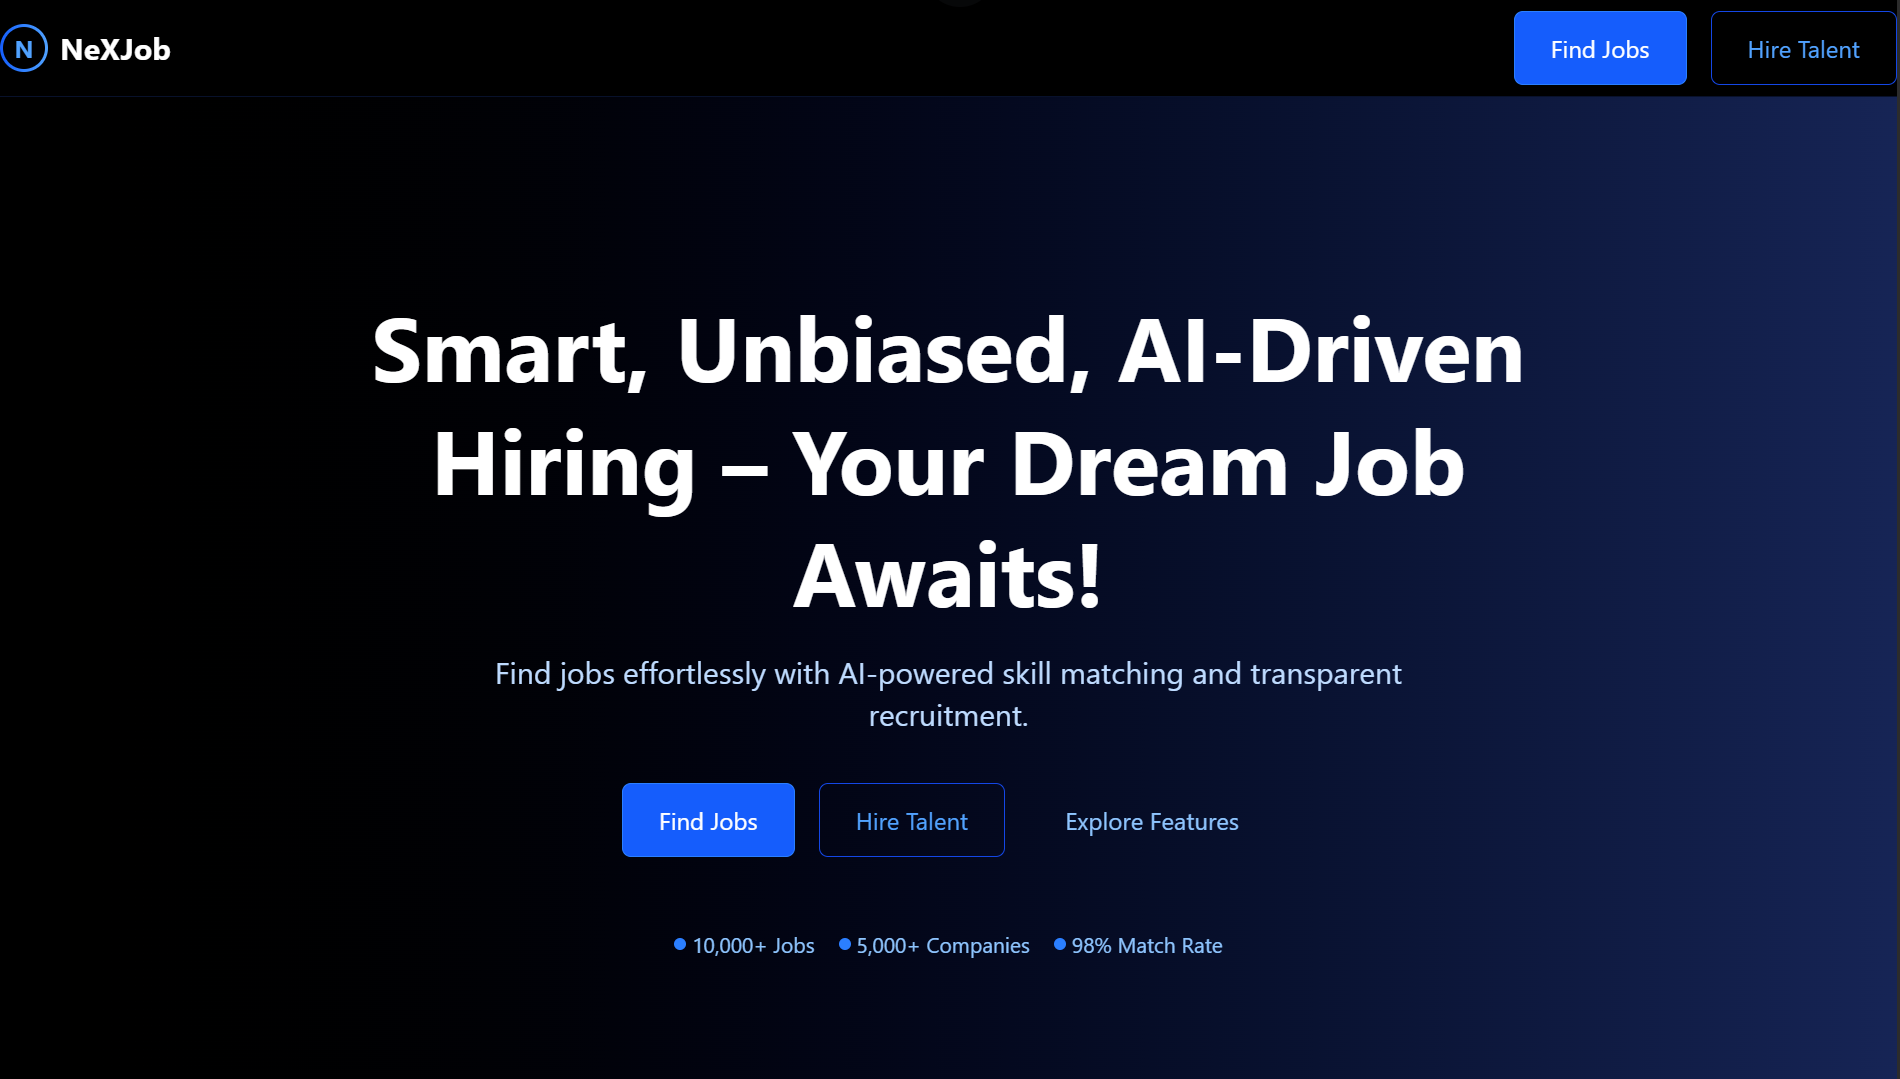 N NeXJob
Find Jobs
Hire Talent
Smart, Unbiased, AI-Driven
Hiring – Your Dream Job
Awaits!
Find jobs effortlessly with AI-powered skill matching and transparent
recruitment.
Find Jobs
Hire Talent
Explore Features
10,000+ Jobs
5,000+ Companies
98% Match Rate